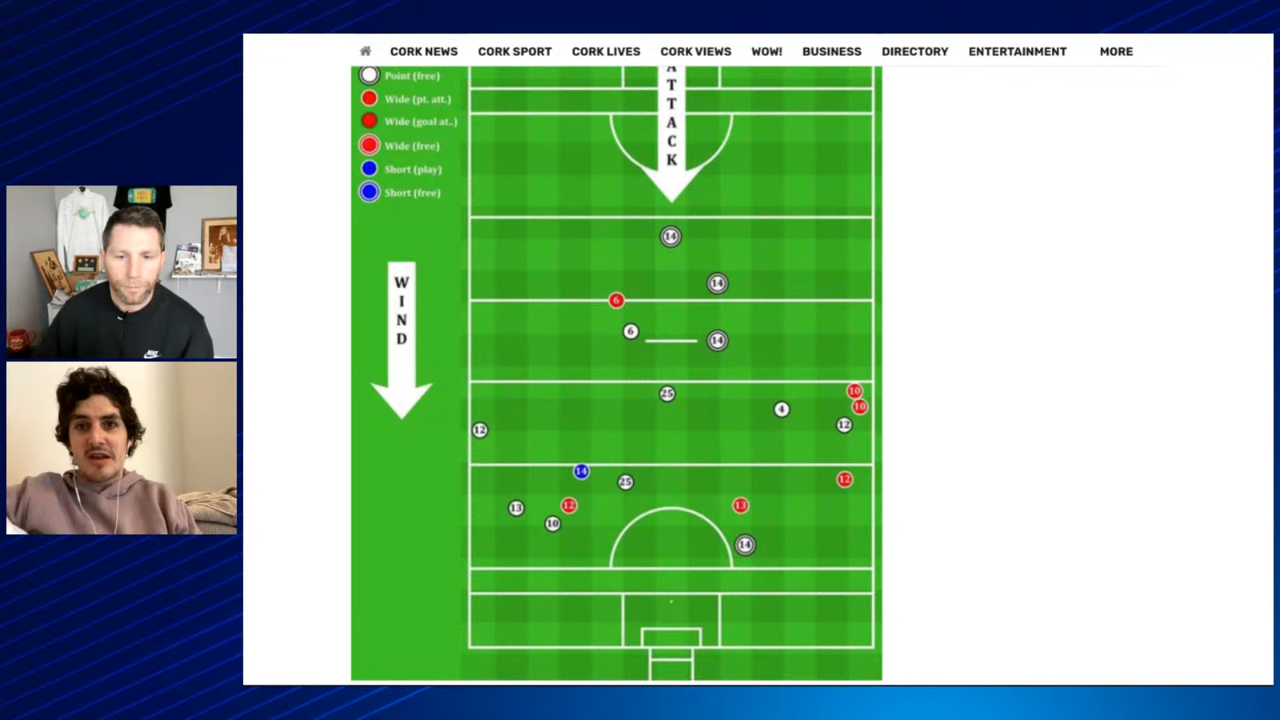 CORK NEWS CORK SPORT CORK LIVES CORK VIEWS WOW! BUSINESS DIRECTORY ENTERTAINMENT MORE
Point (free)
Wide (pt. att.)
Wide (goal at..)
Wide (free)
Short (play)
Short (free)
ATTACK
WIND
14
14
6
6
14
25
10
4
10
12
12
14
25
12
13
12
13
10
14